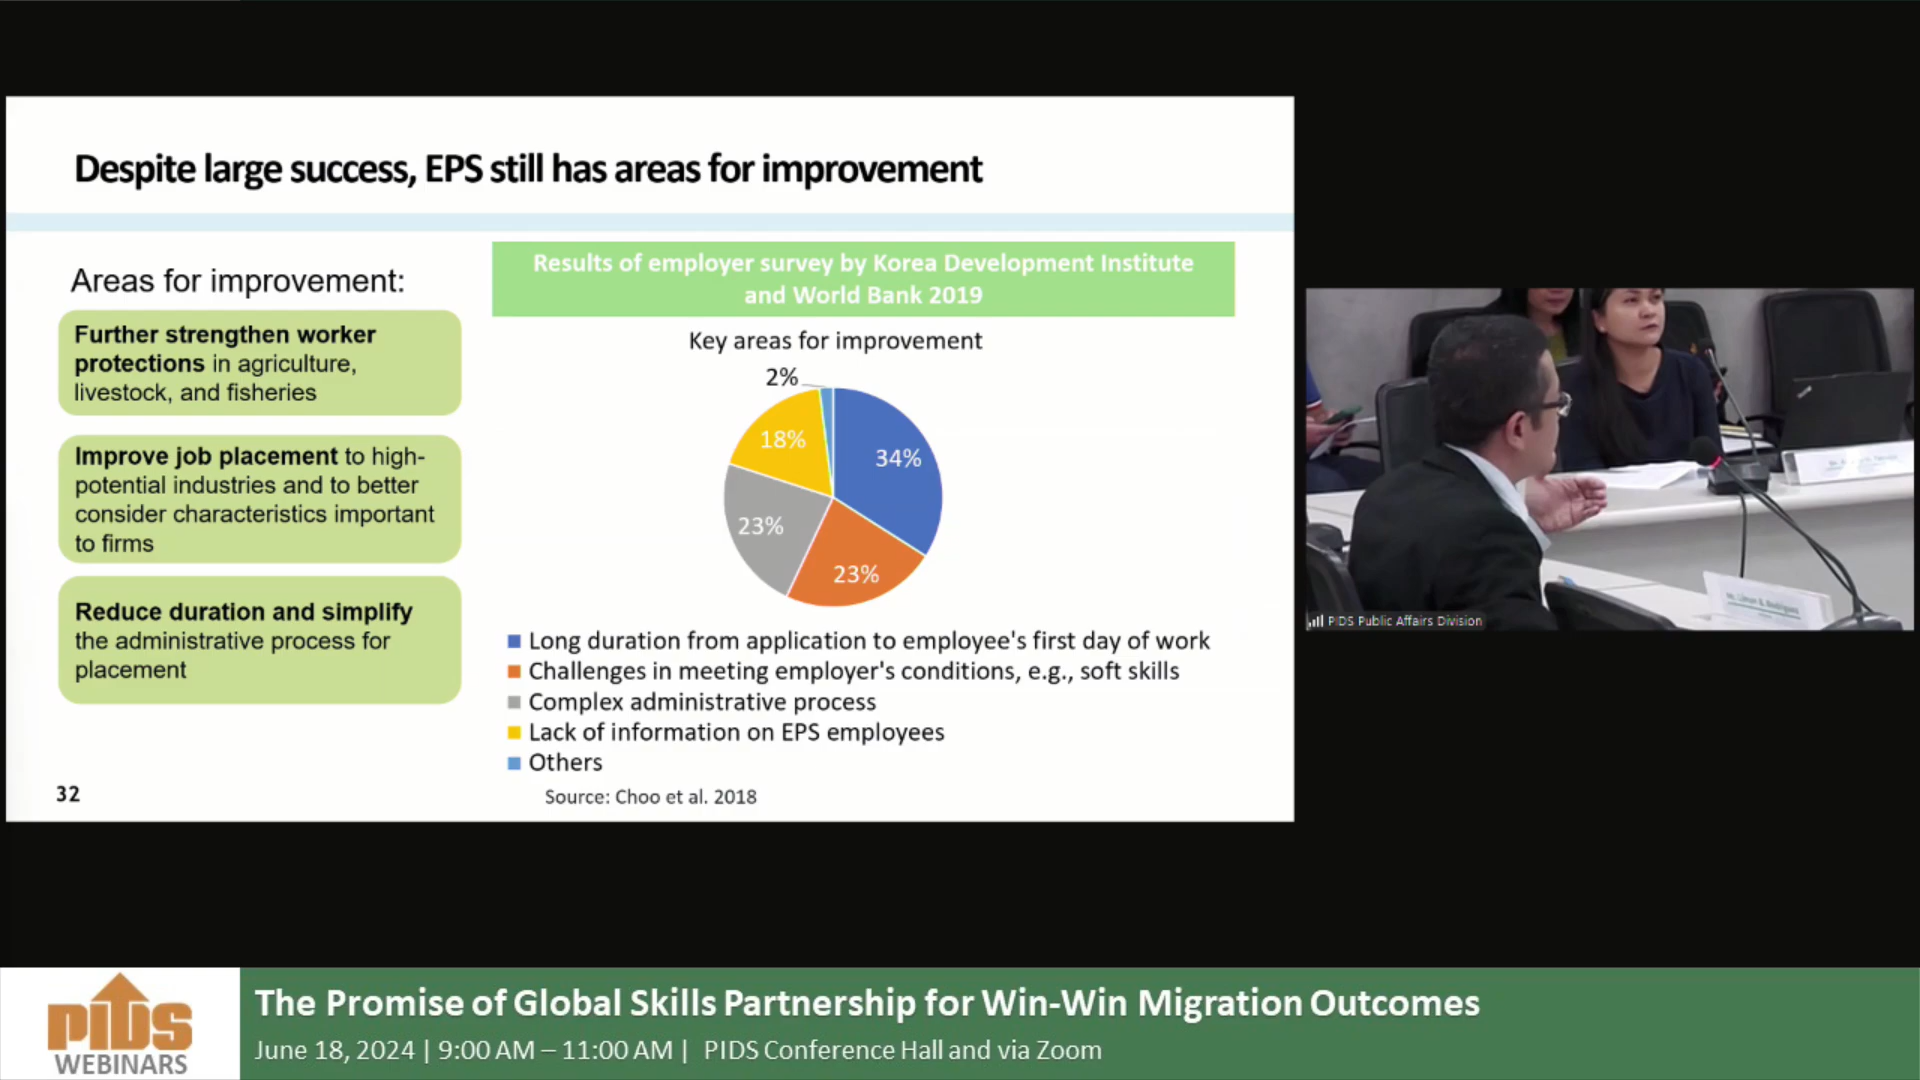 Despite large success, EPS still has areas for improvement
Areas for improvement:
Further strengthen worker
protections in agriculture,
livestock, and fisheries
Improve job placement to high-
potential industries and to better
consider characteristics important
to firms
Reduce duration and simplify
the administrative process for
placement
32
Results of employer survey by Korea Development Institute
and World Bank 2019
Key areas for improvement
2%
18%
34%
23%
23%
Long duration from application to employee's first day of work
Challenges in meeting employer's conditions, e.g., soft skills
Complex administrative process
Lack of information on EPS employees
Others
Source: Choo et al. 2018
PIDS Public Affairs Division
PIDS
WEBINARS
The Promise of Global Skills Partnership for Win-Win Migration Outcomes
June 18, 2024 | 9:00 AM – 11:00 AM | PIDS Conference Hall and via Zoom